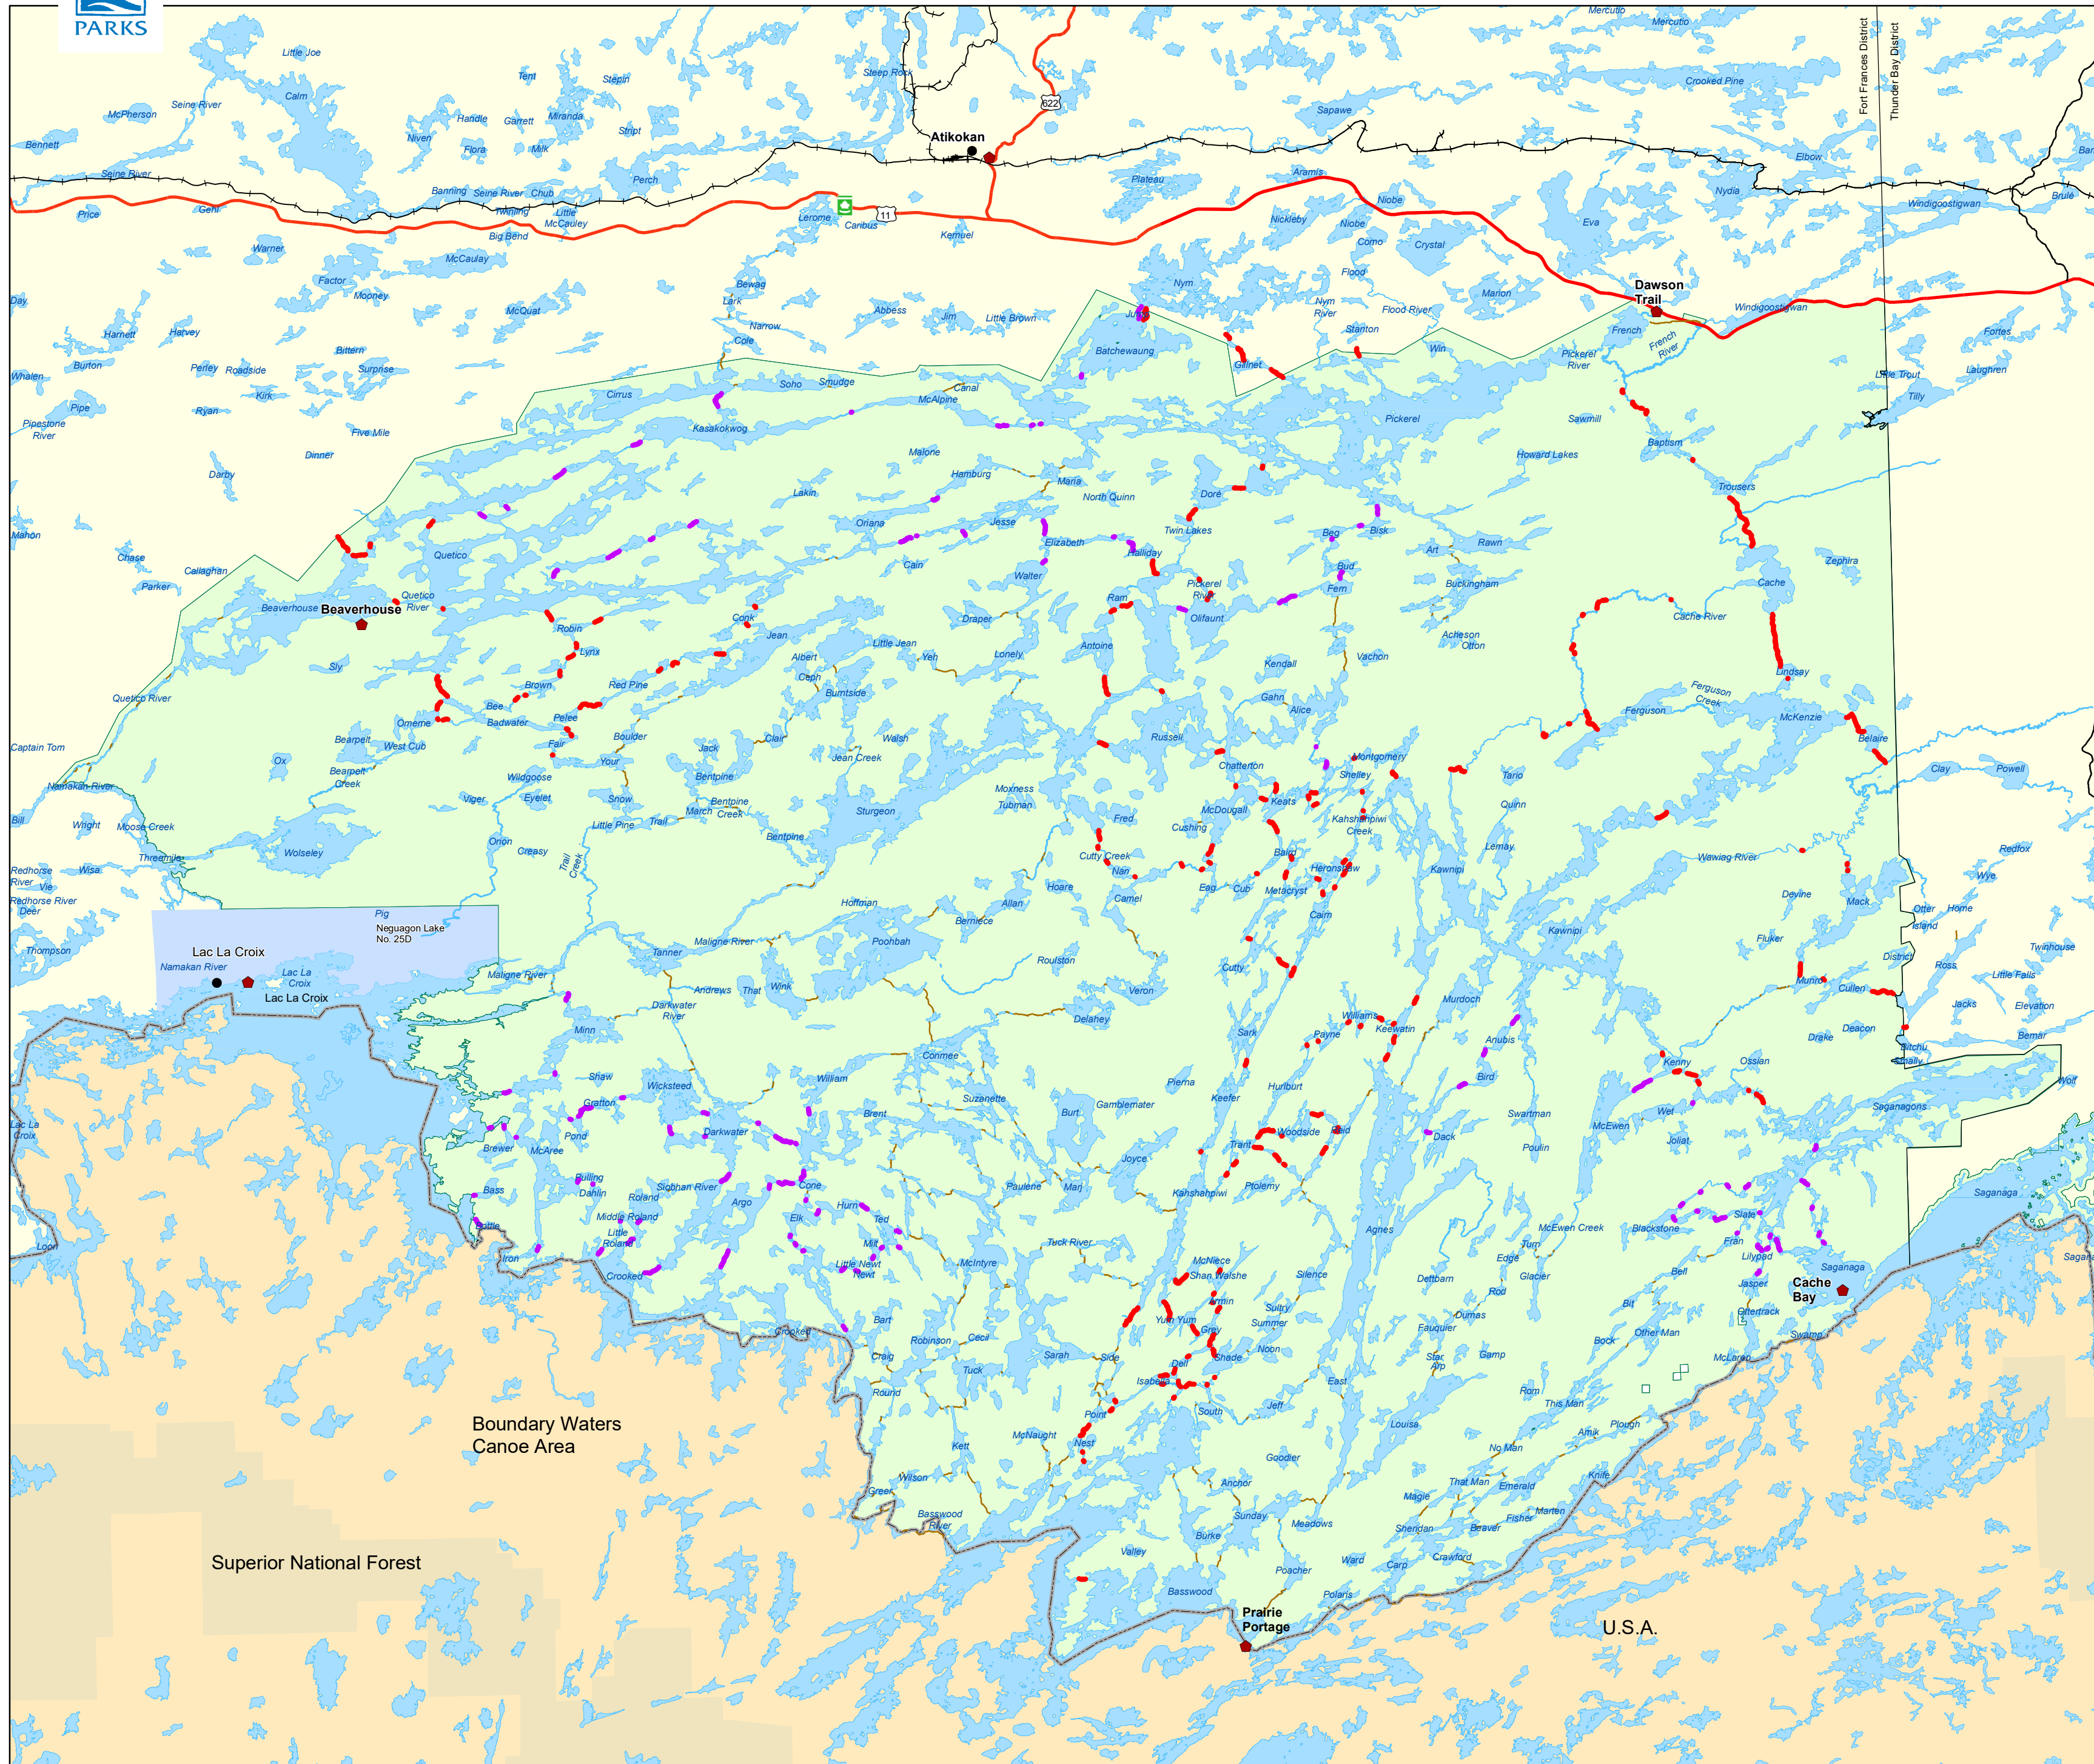 PARKS
Mercutio
Mercutio
Little Joe
Tent
Stepin
Steep Rock
Crooked Pine
Fort Frances District
Thunder Bay District
Calm
Seine River
McPherson
Handle
Garrett
Miranda
622
Sapawe
Niven
Flora
Milk
Stript
Atikokan
Bennett
Elbow
Seine River
Perch
Plateau
Aramis
Nydia
Banning
Seine River
Chub
Niobe
Windigoostigwan
Brulé
Price
Gehl
Twinling
Little
McCauley
Lerome
Caribus
11
Nickleby
Niobe
Eva
Big Bend
Kemuel
Como
Crystal
Warner
McCaulay
Factor
Mooney
Bewag
Nym
Flood
Marion
Dawson
Trail
Day
Lark
McQuat
Abbess
Jim
Little Brown
Nym
River
Flood River
Windigoostigwan
Harnett
Harvey
Narrow
Cole
Stanton
French
French
River
Fortes
Bittern
Batchewaung
Win
Pickerel
River
Burton
Perley
Roadside
Surprise
Gillnet
Little Trout
Laughren
Whalen
Kirk
Cirrus
Soho
Smudge
Canal
McAlpine
Tilly
Pipe
Ryan
Pipestone
River
Five Mile
Kasakokwog
Pickerel
Sawmill
Baptism
Dinner
Malone
Howard Lakes
Darby
Hamburg
Maria
Lakin
North Quinn
Doré
Trousers
Oriana
Jesse
Twin Lakes
Mahon
Elizabeth
Beg
Bisk
Rawn
Art
Chase
Quetico
Halliday
Zephira
Callaghan
Cain
Bud
Parker
Walter
Pickerel
River
Buckingham
Cache
Quetico
River
Beaverhouse
Beaverhouse
Ram
Fern
Cache River
Robin
Conk
Draper
Olifaunt
Jean
Little Jean
Antoine
Acheson
Otton
Lynx
Albert
Yeh
Lonely
Vachon
Sly
Ceph
Kendall
Lindsay
Brown
Red Pine
Burntside
Gahn
Alice
Ferguson
Creek
Quetico River
Bee
Ferguson
McKenzie
Omeme
Badwater
Pelee
Bearpelt
West Cub
Fair
Boulder
Clair
Walsh
Russell
Belaire
Captain Tom
Jack
Jean Creek
Montgomery
Ox
Your
Chatterton
Bearpelt
Creek
Wildgoose
Bentpine
Shelley
Tario
Clay
Powell
Namakan River
Moxness
Tubman
Viger
Eyelet
Snow
Bentpine
Creek
March
Sturgeon
McDougall
Keats
Quinn
Bill
Wright
Moose Creek
Little Pine
Trail
Fred
Cushing
Kahshahpiwi
Creek
Bentpine
Orion
Creasy
Trail
Creek
Wolseley
Threemile
Cutty Creek
Baird
Lemay
Wawiag River
Redfox
Redhorse
River
Wisa
Nan
Heronshaw
Kawnipi
Wye
Vie
Hoare
Eag
Cub
Metacryst
Devine
Redhorse River
Deer
Hoffman
Allan
Camel
Mack
Pig
Neguagon Lake
No. 25D
Berniece
Cairn
Otter
Island
Home
Kawnipi
Fluker
Thompson
Lac La Croix
Tanner
Maligne River
Poohbah
Twinhouse
Namakan River
Lac La
Croix
Lac La Croix
Maligne River
Roulston
Cutty
District
Ross
Little Falls
Andrews
That
Wink
Veron
Munro
Cullen
Darkwater
River
Murdoch
Jacks
Elevation
Minn
Delahey
Williams
Keewatin
Sark
Payne
Anubis
Drake
Deacon
Bemar
Bitchu
Conmee
Kenny
Ossian
Shaw
Wicksteed
William
Pierna
Hurlburt
Bird
Wolf
Gratton
Suzanette
Keefer
Gamblemater
Brent
Burt
Swartman
Wet
Saganagons
Lac La
Croix
Pond
Darkwater
Woodside
Reid
McEwen
Brewer
McAree
Trant
Dack
Poulin
Joliat
Joyce
Pulling
Dahlin
Siobhan River
Cone
Paulene
Marj
Kahshahpiwi
Ptolemy
Bass
Roland
Argo
Saganaga
Middle Roland
Little
Roland
Hurn
Elk
Ted
Agnes
McEwen Creek
Blackstone
Slate
Bottle
Milt
Tuck River
Turn
Fran
Loon
Iron
McNiece
Edge
Lilypad
Crooked
Little Newt
Newt
McIntyre
Shan Walshe
Silence
Dettbarn
Glacier
Bell
Saganaga
Jasper
Cache
Bay
Rod
Armin
Sultry
Summer
Bit
Ottertrack
Bart
Yum Yum
Dumas
Fauquier
Crooked
Robinson
Cecil
Grey
Bock
Other Man
Swamp
Craig
Sarah
Side
Noon
Star
Arp
Gamp
McLaren
Tuck
Dell
Shade
Round
Isabella
East
Rom
This Man
Point
South
Jeff
Louisa
Plough
Boundary Waters
Canoe Area
McNaught
Nest
Amik
Kett
No Man
Goodier
Wilson
Anchor
That Man
Emerald
Knife
Greer
Magie
Basswood
River
Sunday
Meadows
Fisher
Marten
Burke
Sheridan
Beaver
Superior National Forest
Valley
Ward
Carp
Crawford
Poacher
Basswood
Polaris
Prairie
Portage
U.S.A.